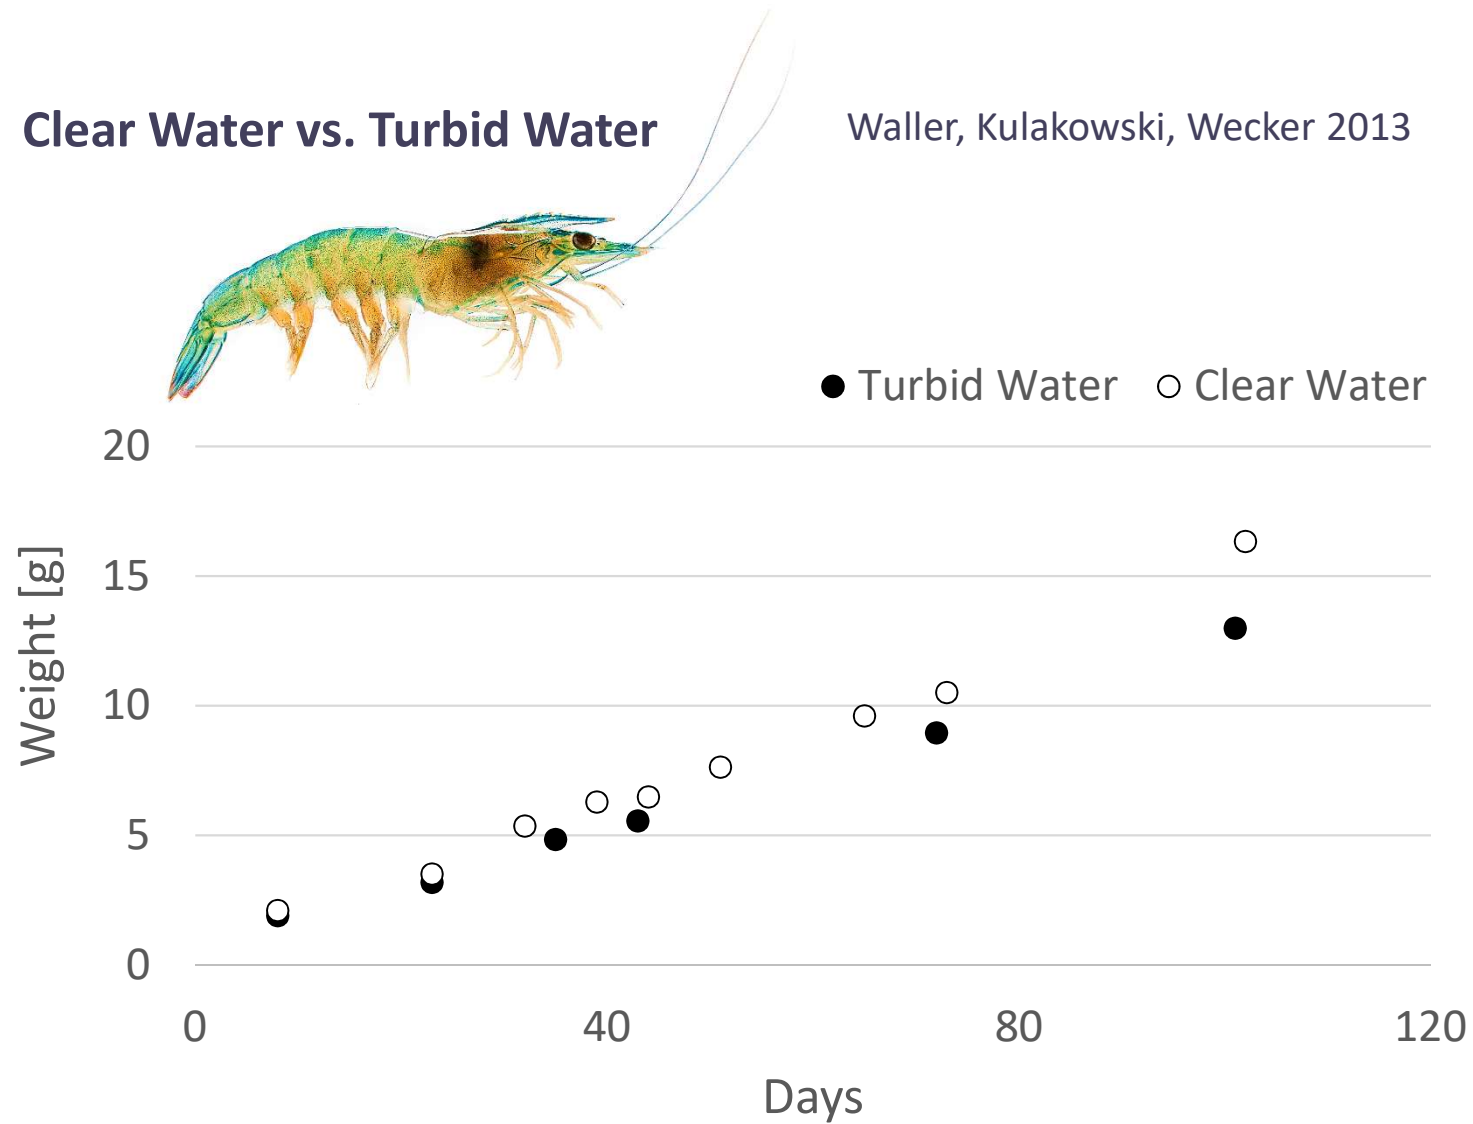 Clear Water vs. Turbid Water
Waller, Kulakowski, Wecker 2013
Turbid Water
Clear Water
20
15
10
5
0
Weight [g]
0
40
80
120
Days